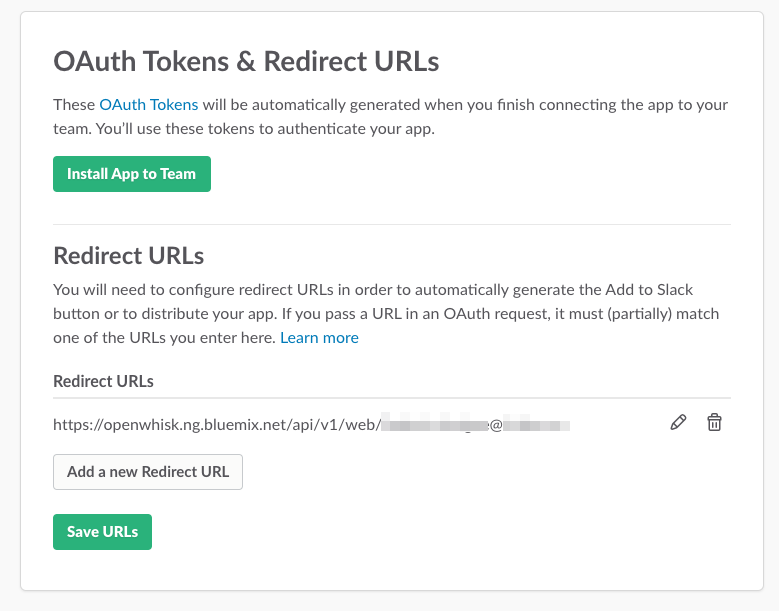 OAuth Tokens & Redirect URLs
These OAuth Tokens will be automatically generated when you finish connecting the app to your
team. You’ll use these tokens to authenticate your app.
Install App to Team
Redirect URLs
You will need to configure redirect URLs in order to automatically generate the Add to Slack
button or to distribute your app. If you pass a URL in an OAuth request, it must (partially) match
one of the URLs you enter here. Learn more
Redirect URLs
https://openwhisk.ng.bluemix.net/api/v1/web/
Add a new Redirect URL
Save URLs